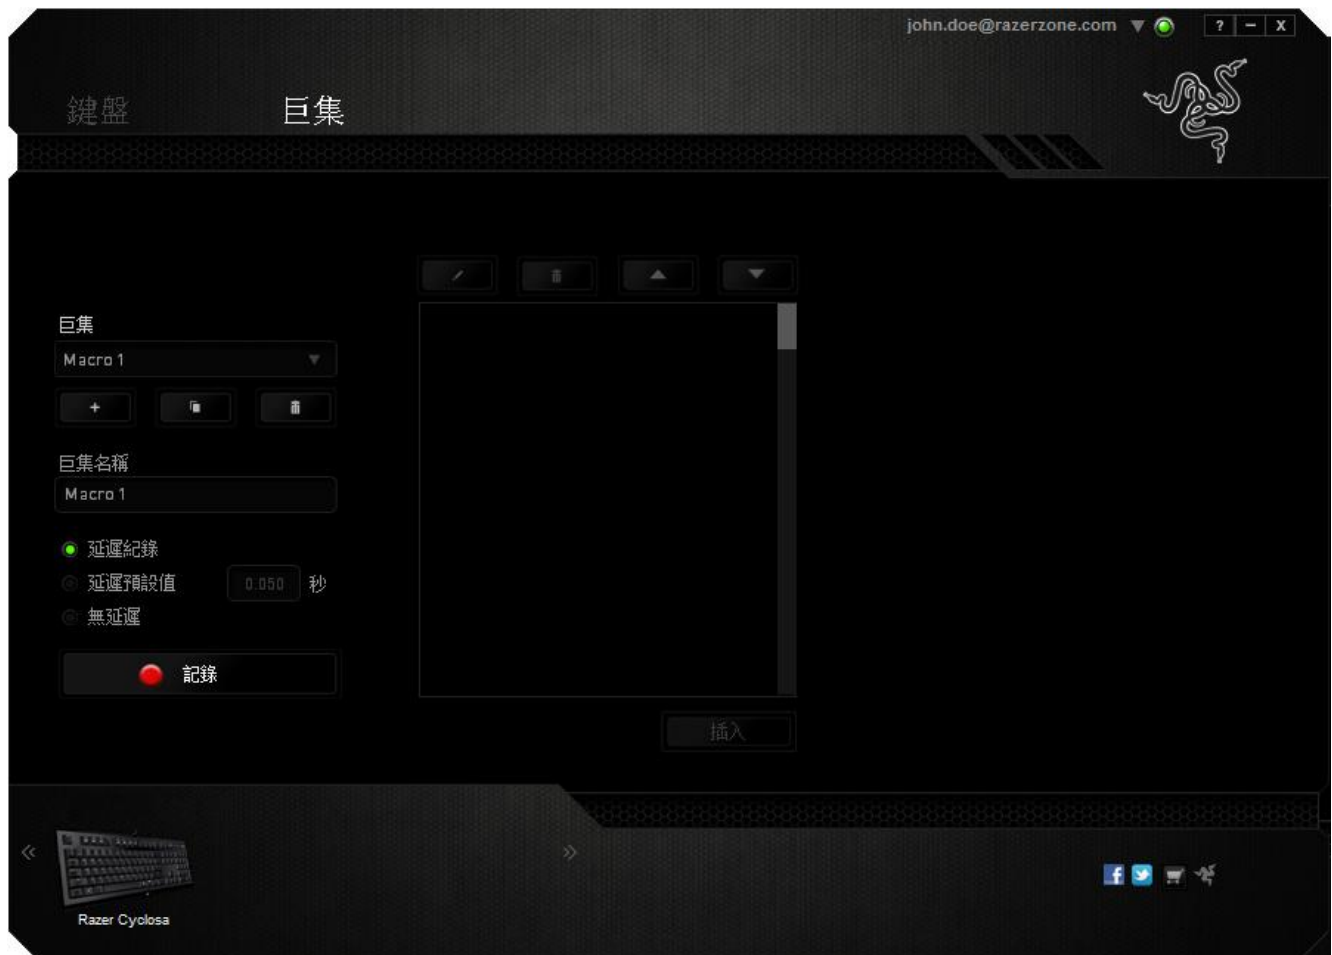 john.doe@razerzone.com
? - X
鍵盤 巨集
巨集
Macro 1
巨集名稱
Macro 1
延遲紀錄
延遲預設值 0.050 秒
無延遲
記錄
插入
Razer Cyclosa